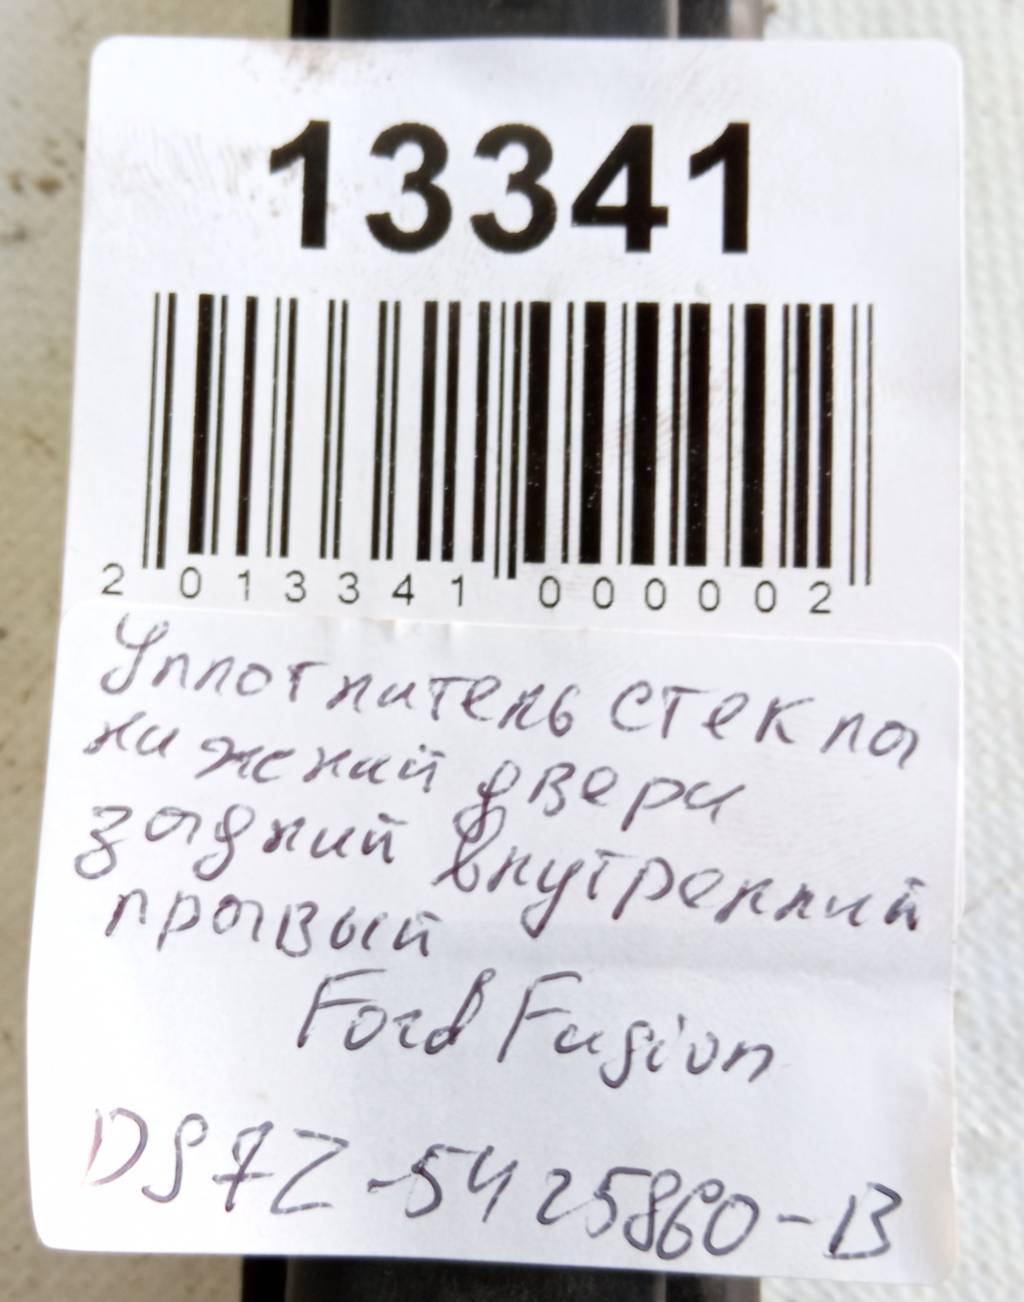 13341
2 013341 000002
Уплотнитель стекла
нижний двери
задний внутренний
правый
Ford Fusion
DS7Z-5425860-B